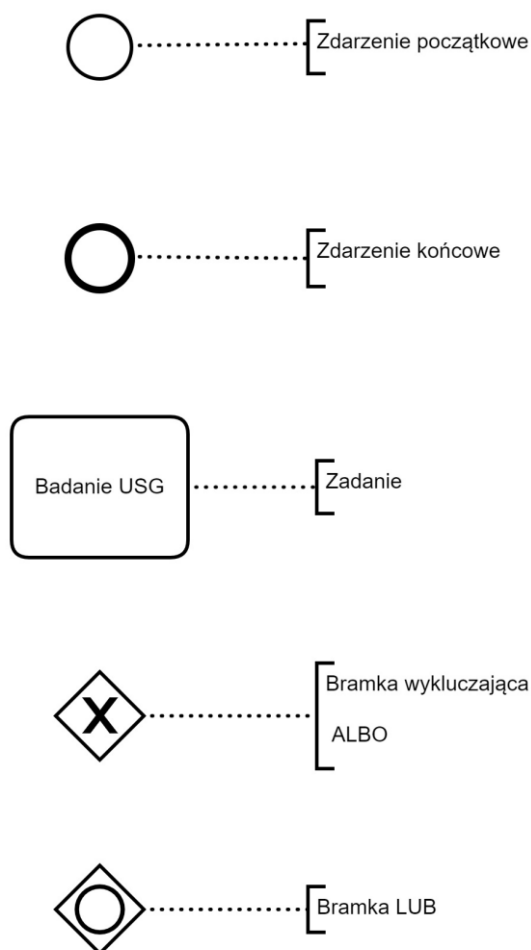 Zdarzenie początkowe
Zdarzenie końcowe
Badanie USG
Zadanie
Bramka wykluczająca
X
ALBO
Bramka LUB